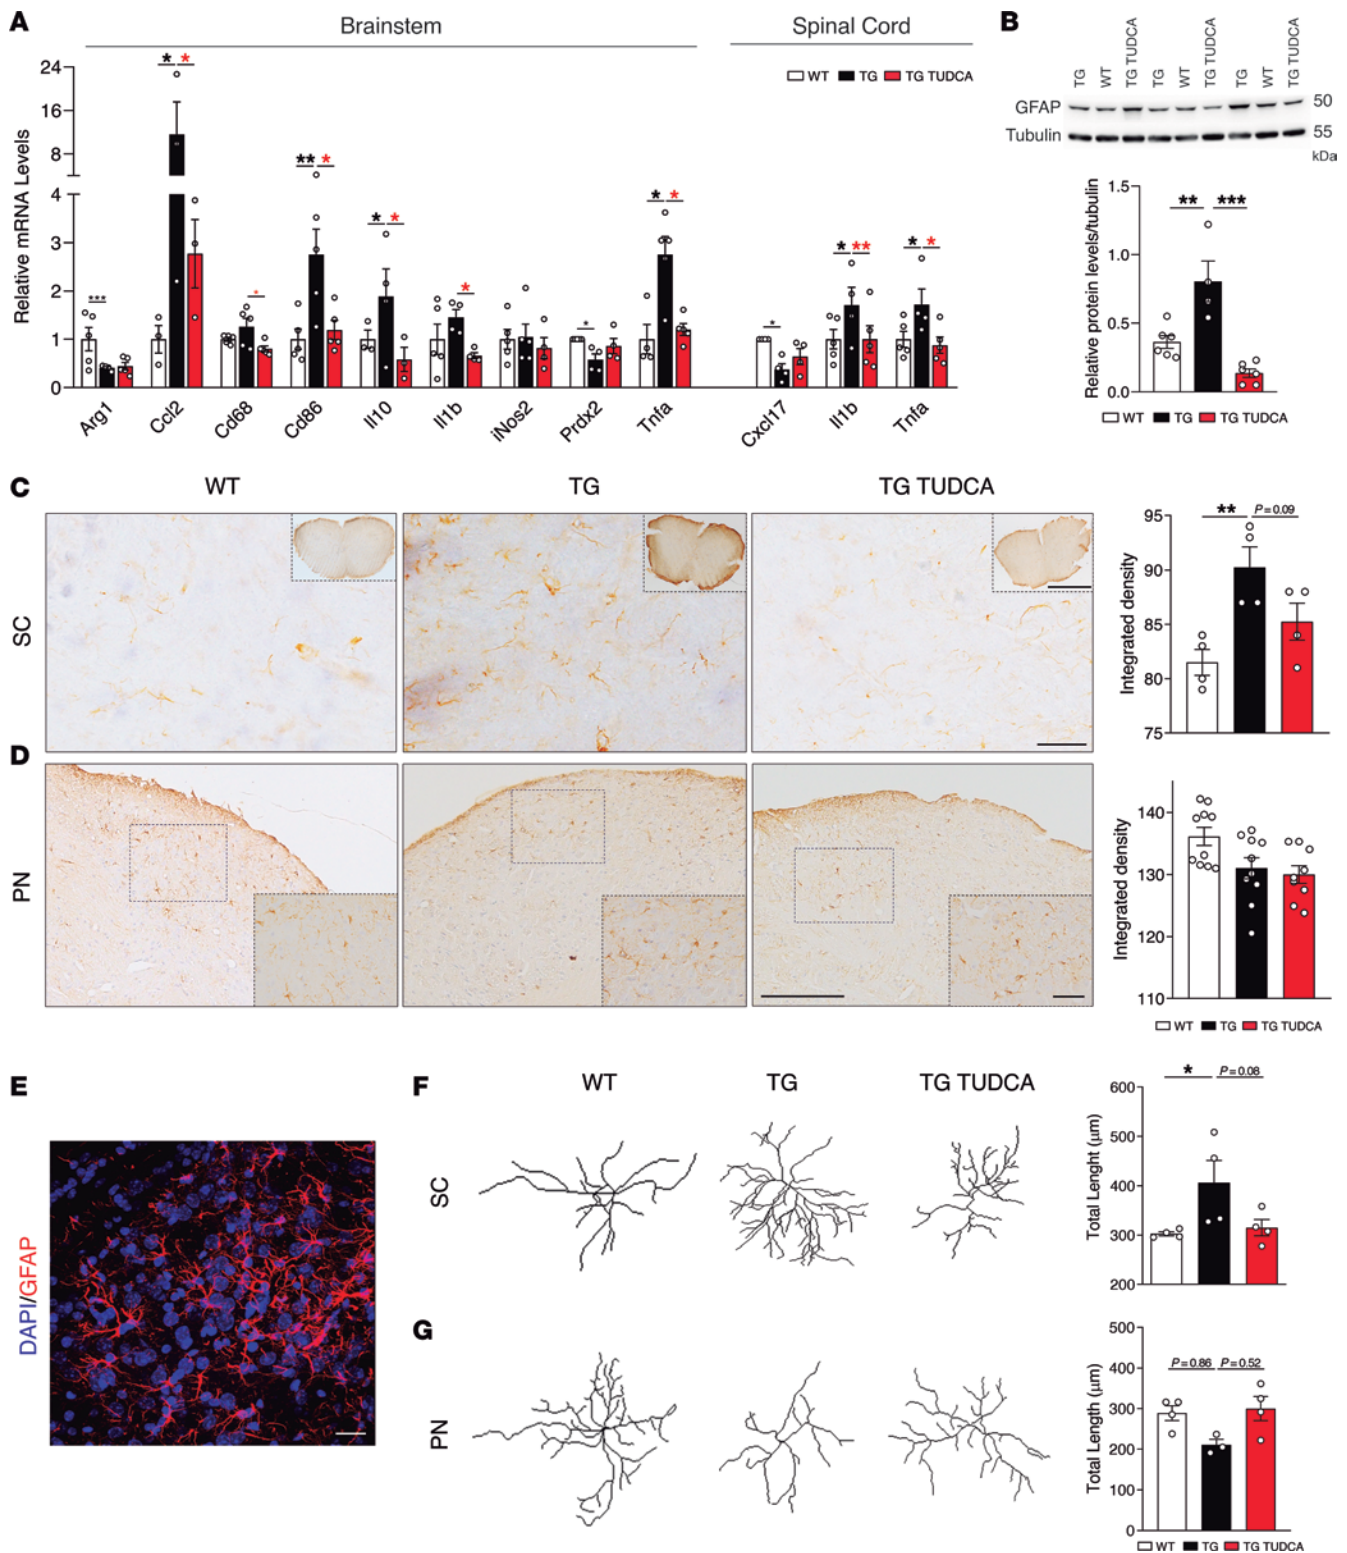 A
Brainstem
Spinal Cord
WT TG TG TUDCA
Relative mRNA Levels
24
16
8
4
3
2
1
0
* *
*** * ** * * * * * * * * ** * *
Arg1 Ccl2 Cd68 Cd86 Il10 Il1b iNos2 Prdx2 Tnfa Cxcl17 Il1b Tnfa
B
TG WT TG TUDCA TG WT TG TUDCA TG WT TG TUDCA
GFAP 50
Tubulin 55
kDa
Relative protein levels/tubulin
1.5
1.0
0.5
0.0
** ***
WT TG TG TUDCA
C
WT TG TG TUDCA
SC
Integrated density
95
90
85
80
75
** P = 0.09
D
PN
Integrated density
140
130
120
110
WT TG TG TUDCA
E
DAPI/GFAP
F
WT TG TG TUDCA
SC
Total Lenght (μm)
600
500
400
300
200
* P = 0.08
G
PN
Total Length (μm)
500
400
300
200
100
0
P = 0.86 P = 0.52
WT TG TG TUDCA